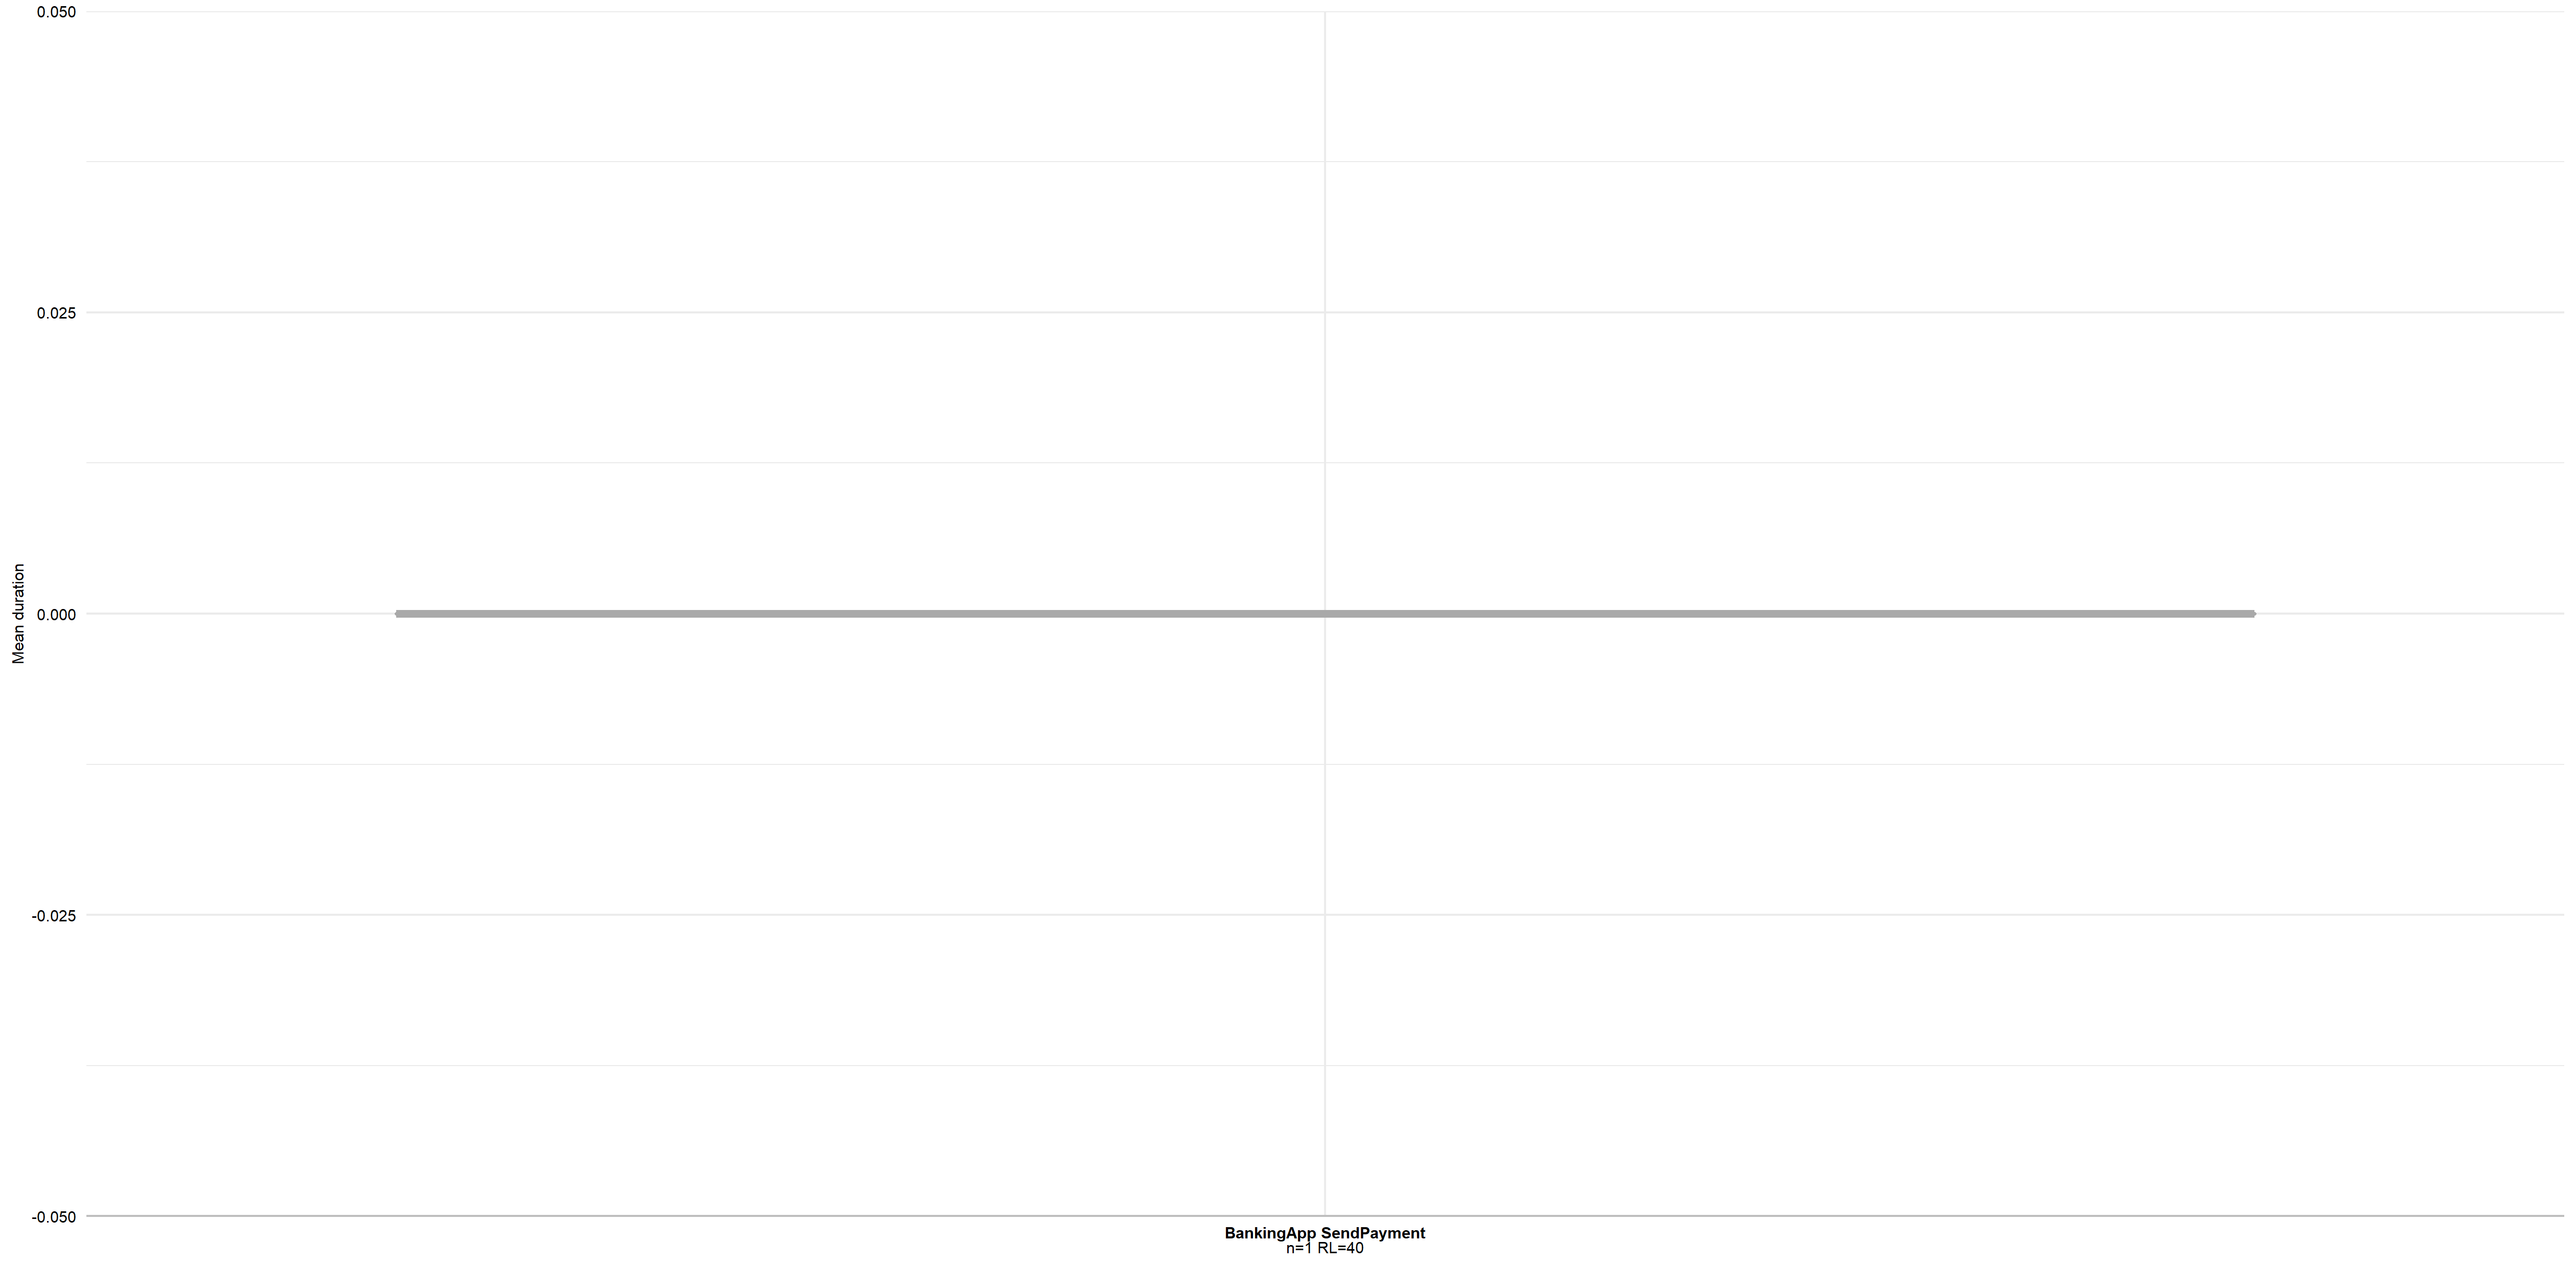 0.050
0.025
0.000
-0.025
-0.050
Mean duration
BankingApp SendPayment
n=1 RL=40